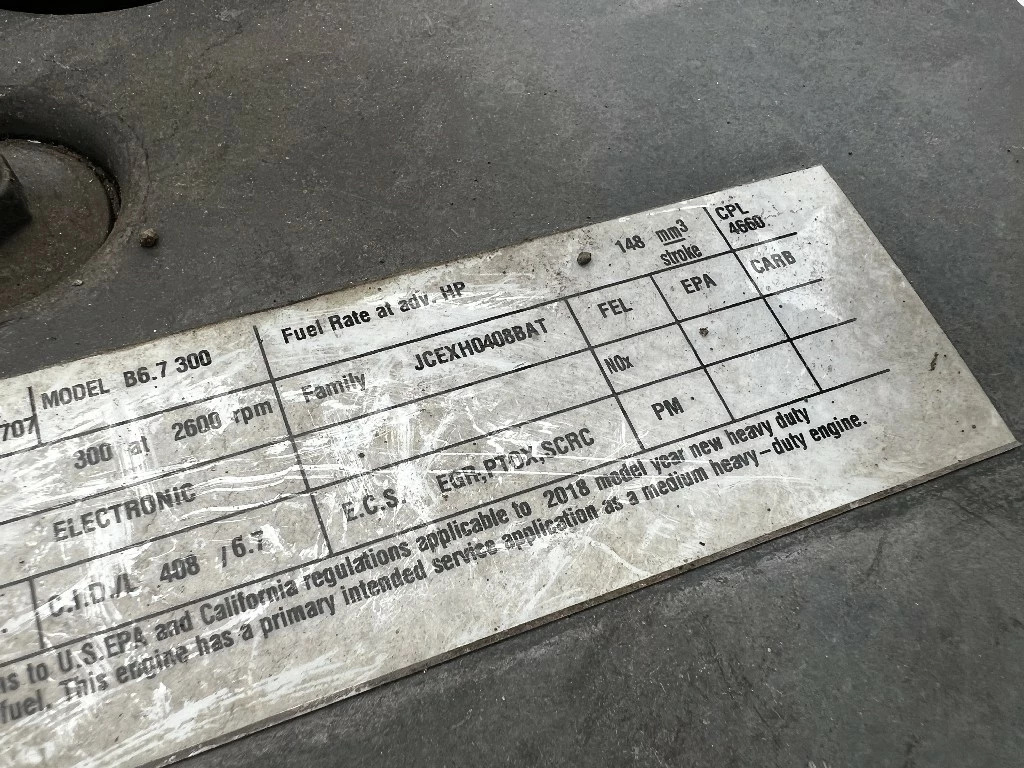 707 MODEL B6.7 300 Fuel Rate at adv. HP 148 mm3 stroke CPL 4660
300 at 2600 rpm Family JCEXH0408BAT FEL EPA CARB
ELECTRONIC NOx
C.I.D./L 408 /6.7 E.C.S. EGR,PTOX,SCRC PM
to U.S.EPA and California regulations applicable to 2018 model year new heavy duty
fuel. This engine has a primary intended service application as a medium heavy-duty engine.